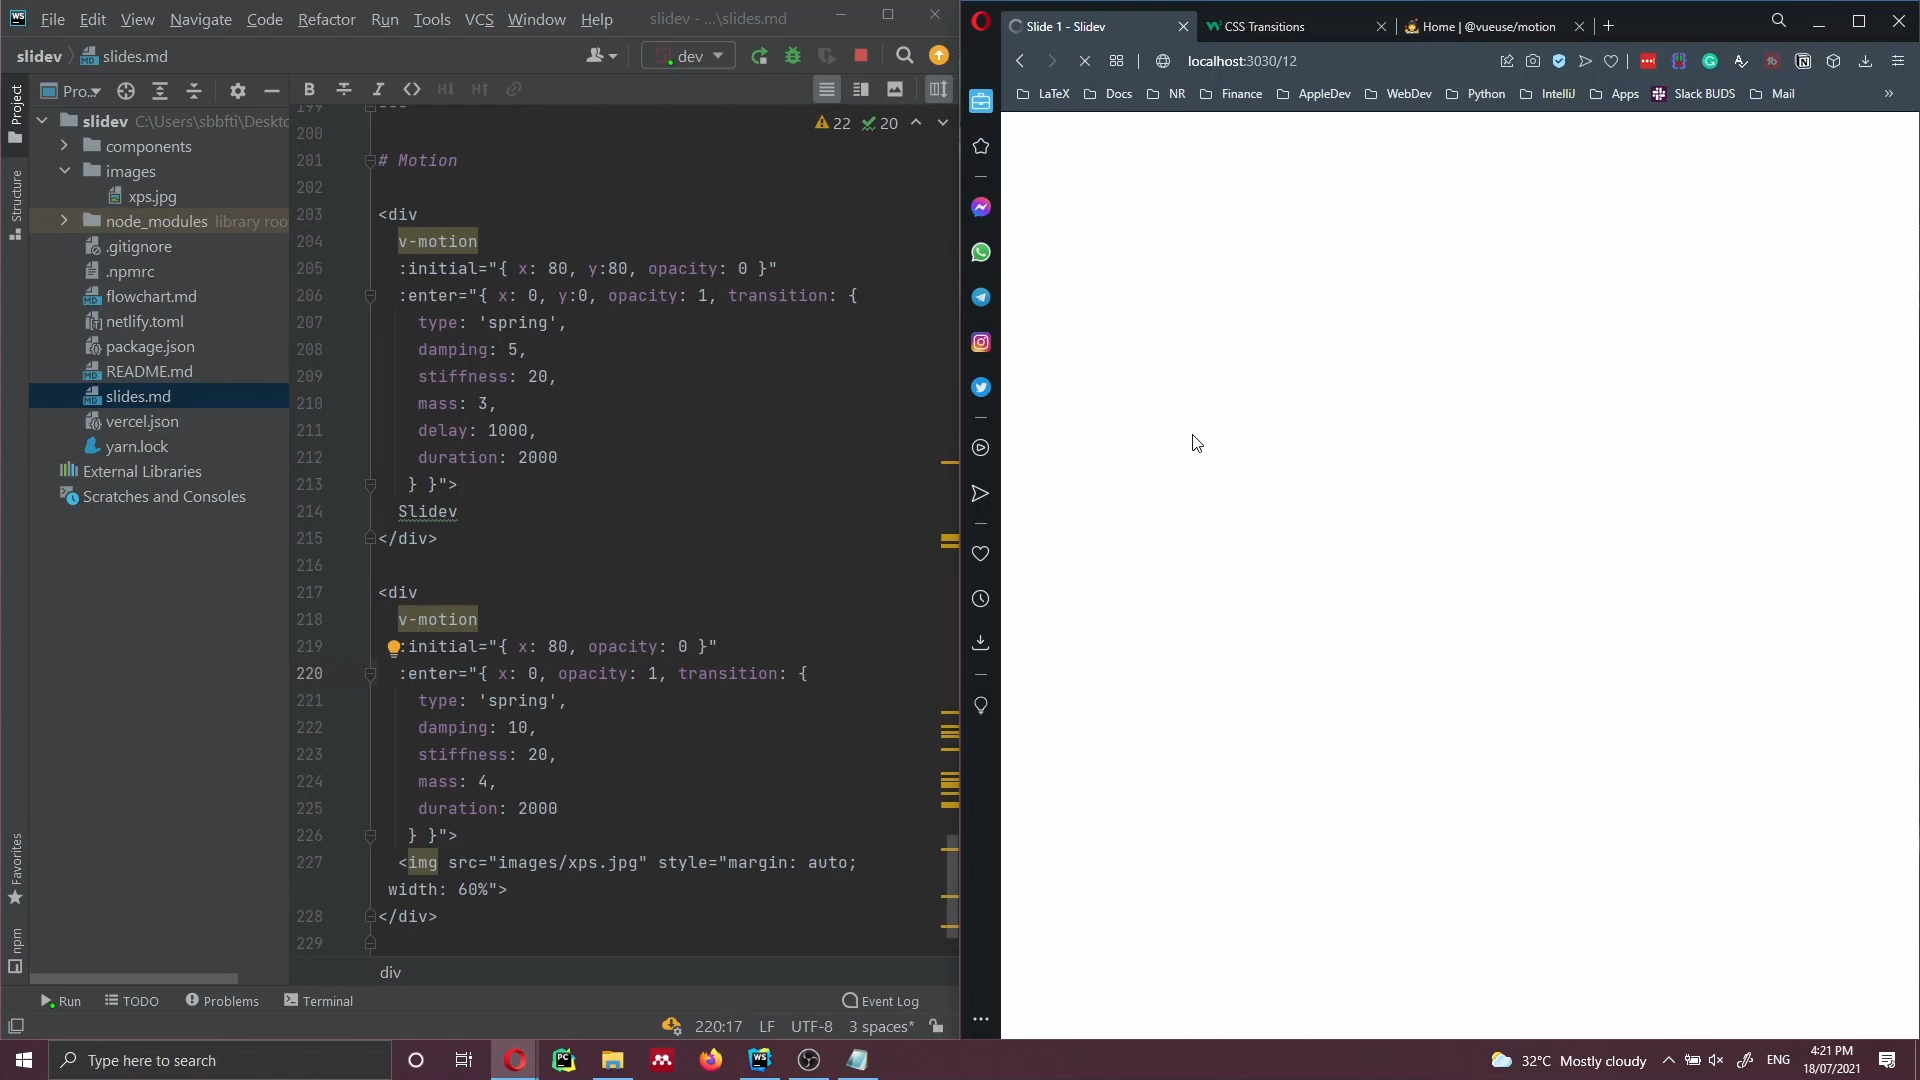 File Edit View Navigate Code Refactor Run Tools VCS Window Help slidev - ...\slides.md
slidev slides.md dev
Pro...
slidev C:\Users\sbbfti\Deskto
components
images
xps.jpg
node_modules library roo
.gitignore
.npmrc
flowchart.md
netlify.toml
package.json
README.md
slides.md
vercel.json
yarn.lock
External Libraries
Scratches and Consoles
Project
Structure
Favorites
npm
22 20
199 ---
200
201 # Motion
202
203 <div
204 v-motion
205 :initial="{ x: 80, y:80, opacity: 0 }"
206 :enter="{ x: 0, y:0, opacity: 1, transition: {
207 type: 'spring',
208 damping: 5,
209 stiffness: 20,
210 mass: 3,
211 delay: 1000,
212 duration: 2000
213 } }">
214 Slidev
215 </div>
216
217 <div
218 v-motion
219 :initial="{ x: 80, opacity: 0 }"
220 :enter="{ x: 0, opacity: 1, transition: {
221 type: 'spring',
222 damping: 10,
223 stiffness: 20,
224 mass: 4,
225 duration: 2000
226 } }">
227 <img src="images/xps.jpg" style="margin: auto;
width: 60%">
228 </div>
229
div
Run TODO Problems Terminal Event Log
220:17 LF UTF-8 3 spaces*
Slide 1 - Slidev CSS Transitions Home | @vueuse/motion
localhost:3030/12
LaTeX Docs NR Finance AppleDev WebDev Python IntelliJ Apps Slack BUDS Mail
Type here to search
32°C Mostly cloudy ENG 4:21 PM
18/07/2021